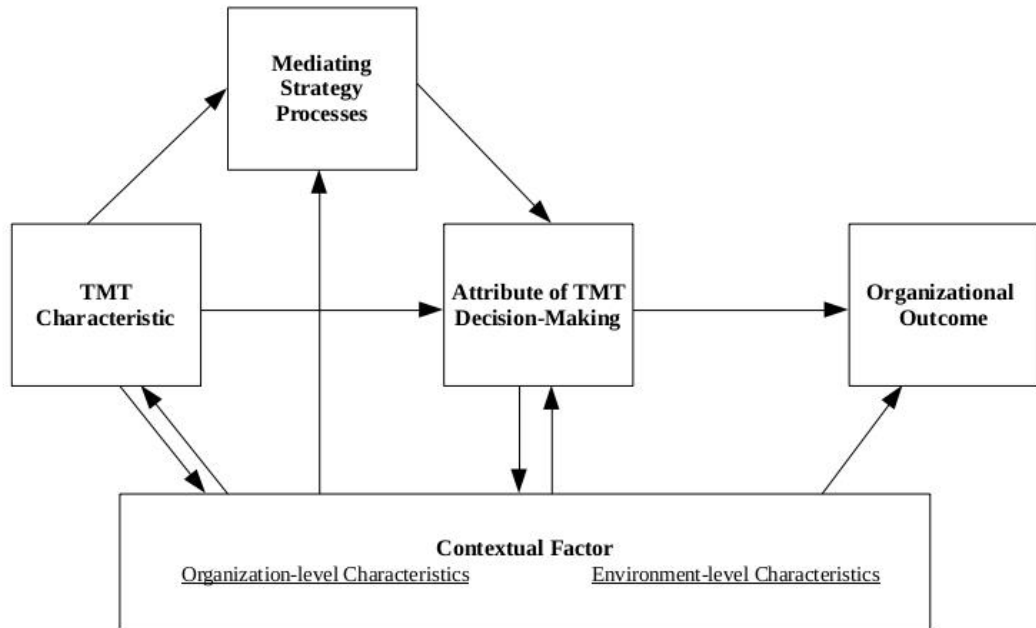 Mediating
Strategy
Processes
TMT
Characteristic
Attribute of TMT
Decision-Making
Organizational
Outcome
Contextual Factor
Organization-level Characteristics
Environment-level Characteristics